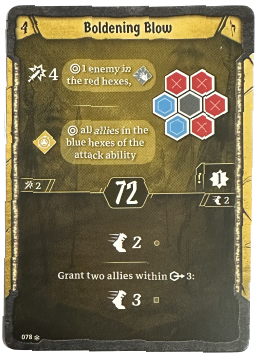 4 Boldening Blow
4 1 enemy in
the red hexes,
all allies in the
blue hexes of the
attack ability
2 72 2
2
Grant two allies within 3:
3
078